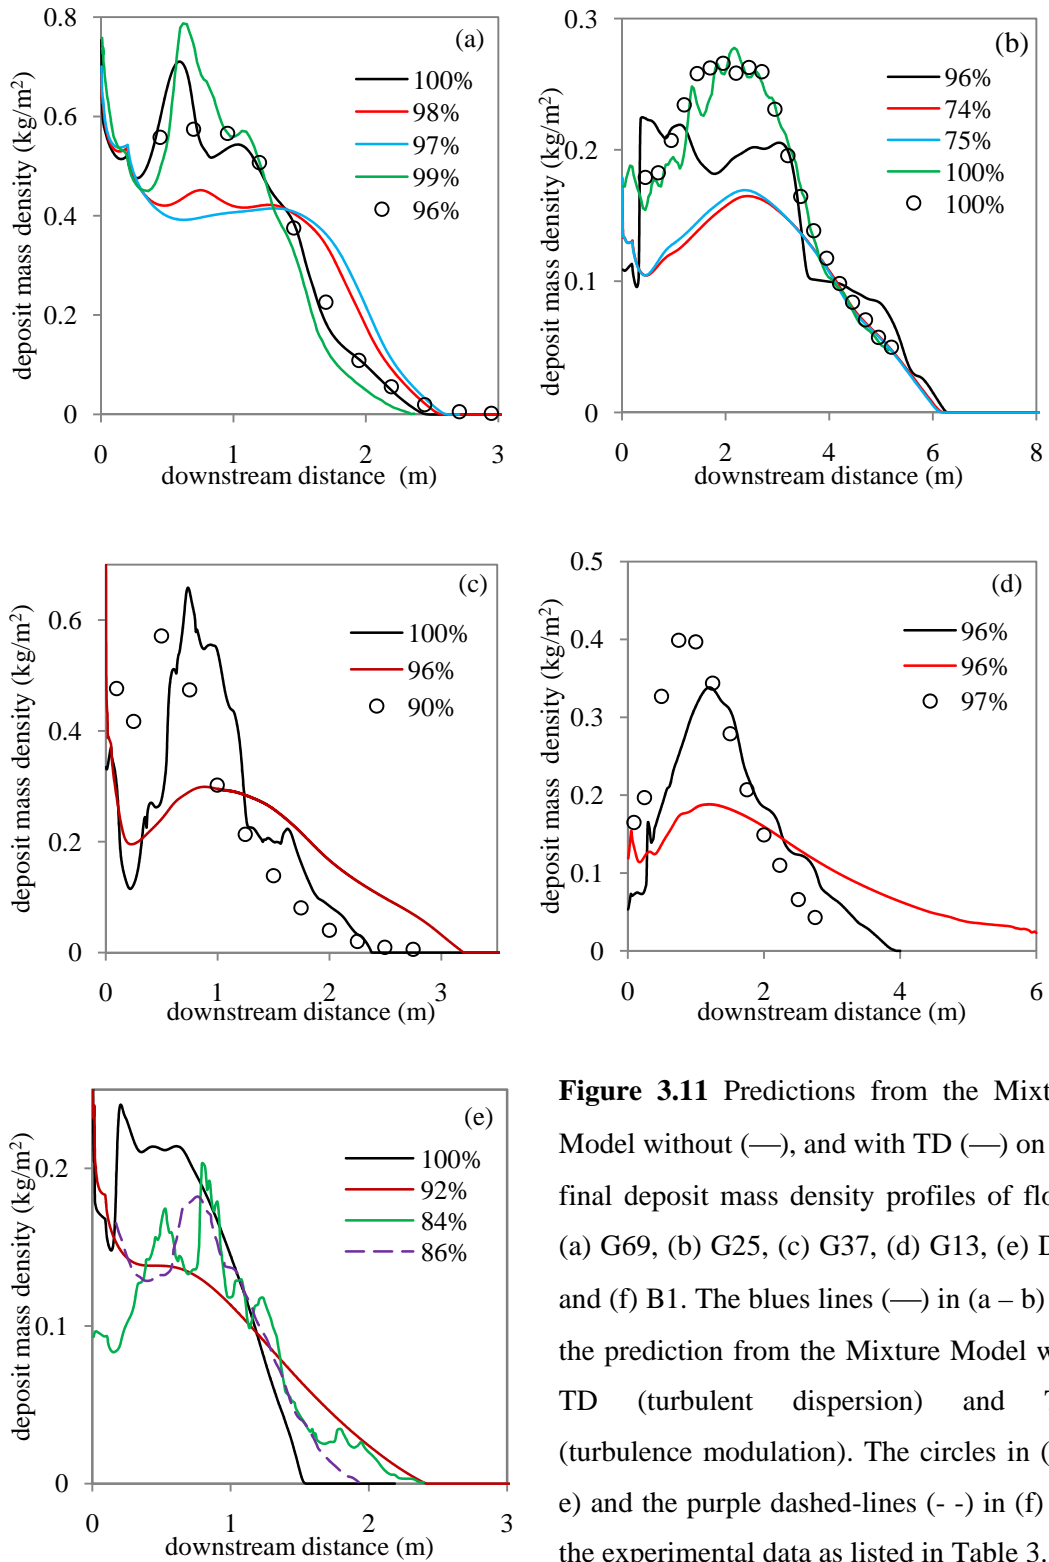 (a)
deposit mass density (kg/m²)
0.8
0.6
0.4
0.2
0
100%
98%
97%
99%
96%
0 1 2 3
downstream distance (m)
(b)
deposit mass density (kg/m²)
0.3
0.2
0.1
0
96%
74%
75%
100%
100%
0 2 4 6 8
downstream distance (m)
(c)
deposit mass density (kg/m²)
0.6
0.4
0.2
0
100%
96%
90%
0 1 2 3
downstream distance (m)
(d)
deposit mass density (kg/m²)
0.5
0.4
0.3
0.2
0.1
0
96%
96%
97%
0 2 4 6
downstream distance (m)
(e)
deposit mass density (kg/m²)
0.2
0.1
0
100%
92%
84%
86%
0 1 2 3
downstream distance (m)
Figure 3.11 Predictions from the Mixt
Model without (—), and with TD (—) on
final deposit mass density profiles of flo
(a) G69, (b) G25, (c) G37, (d) G13, (e) D
and (f) B1. The blues lines (—) in (a – b)
the prediction from the Mixture Model w
TD (turbulent dispersion) and T
(turbulence modulation). The circles in (
e) and the purple dashed-lines (- -) in (f)
the experimental data as listed in Table 3.